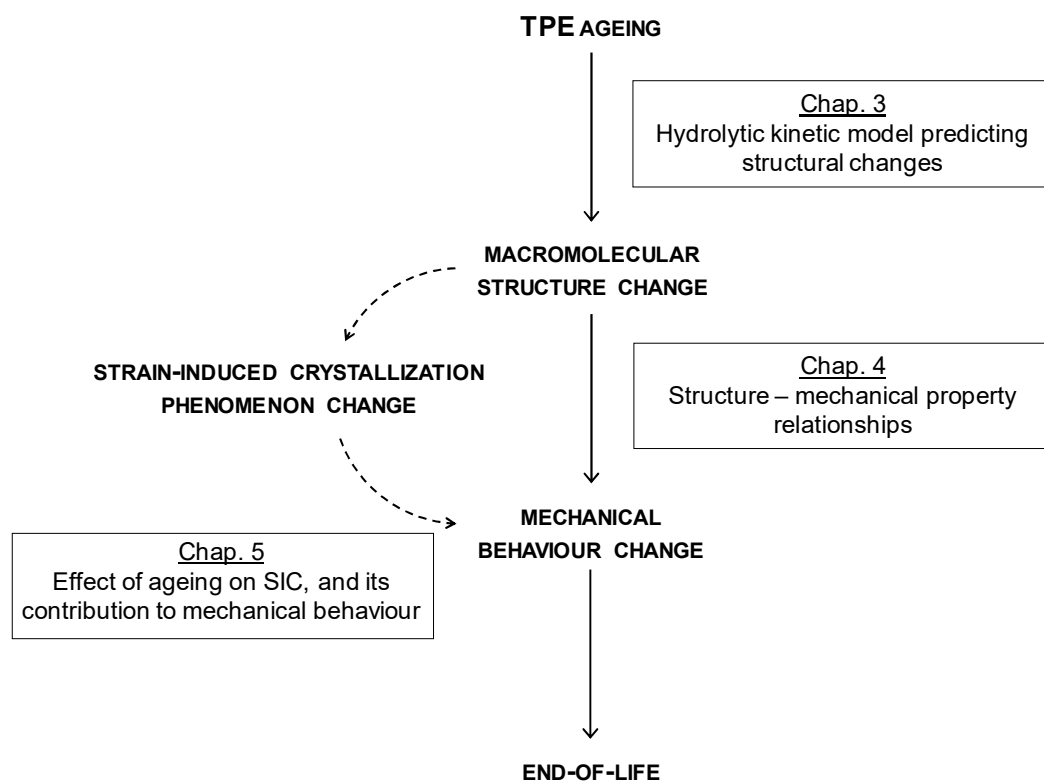 TPE AGEING
Chap. 3
Hydrolytic kinetic model predicting
structural changes
MACROMOLECULAR
STRUCTURE CHANGE
STRAIN-INDUCED CRYSTALLIZATION
PHENOMENON CHANGE
Chap. 4
Structure – mechanical property
relationships
MECHANICAL
BEHAVIOUR CHANGE
Chap. 5
Effect of ageing on SIC, and its
contribution to mechanical behaviour
END-OF-LIFE